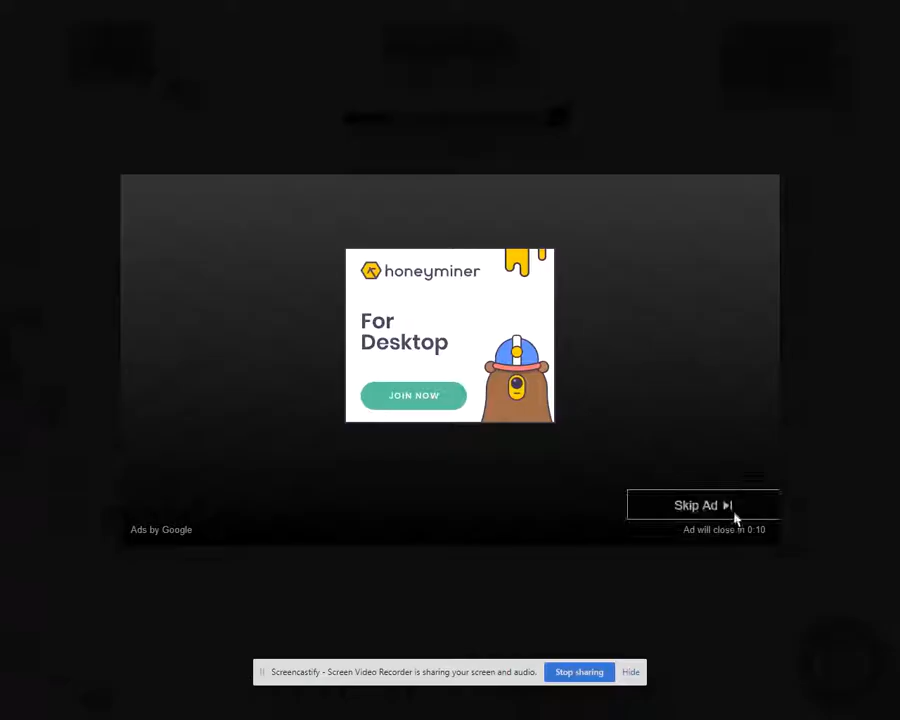 honeyminer
For
Desktop
JOIN NOW
Skip Ad
Ads by Google
Ad will close in 0:10
Screencastify - Screen Video Recorder is sharing your screen and audio.
Stop sharing
Hide